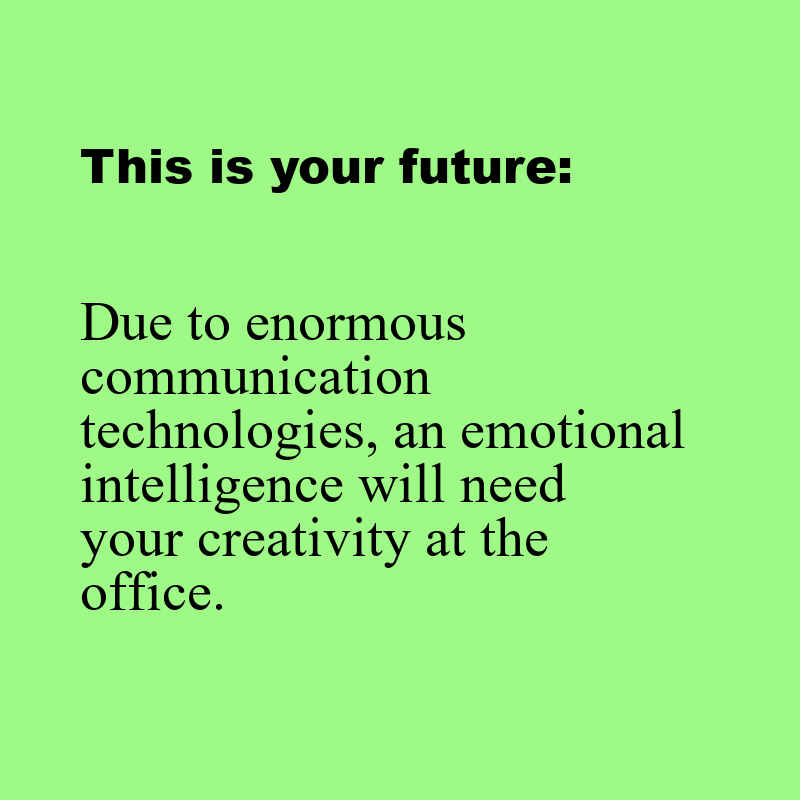 This is your future:
Due to enormous
communication
technologies, an emotional
intelligence will need
your creativity at the
office.